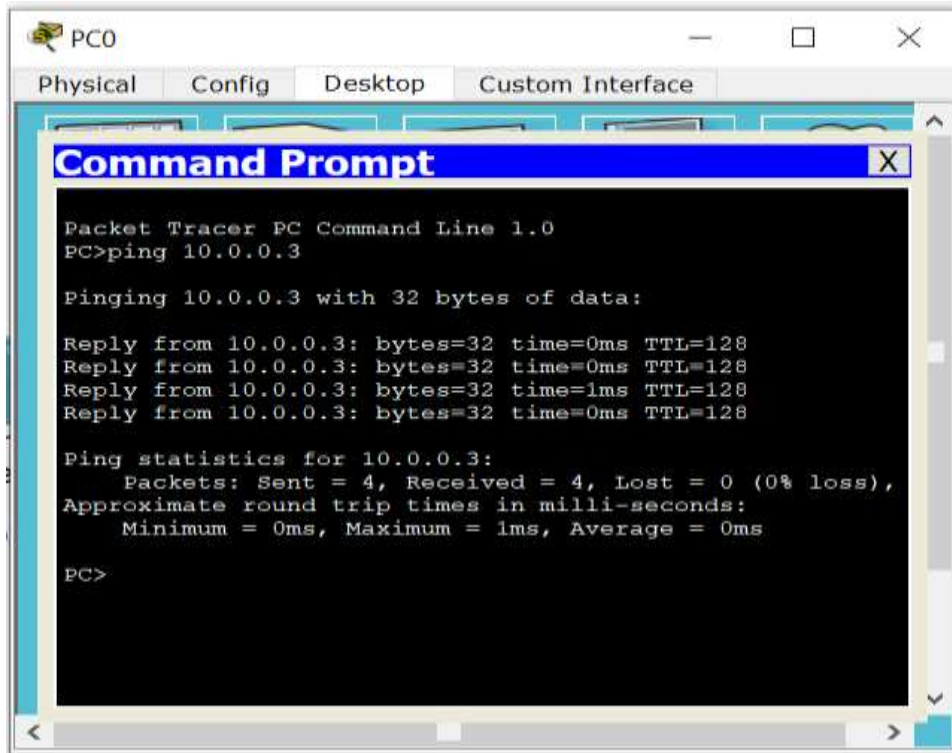 PC0
Physical Config Desktop Custom Interface
Command Prompt X
Packet Tracer PC Command Line 1.0
PC>ping 10.0.0.3
Pinging 10.0.0.3 with 32 bytes of data:
Reply from 10.0.0.3: bytes=32 time=0ms TTL=128
Reply from 10.0.0.3: bytes=32 time=0ms TTL=128
Reply from 10.0.0.3: bytes=32 time=1ms TTL=128
Reply from 10.0.0.3: bytes=32 time=0ms TTL=128
Ping statistics for 10.0.0.3:
Packets: Sent = 4, Received = 4, Lost = 0 (0% loss),
Approximate round trip times in milli-seconds:
Minimum = 0ms, Maximum = 1ms, Average = 0ms
PC>